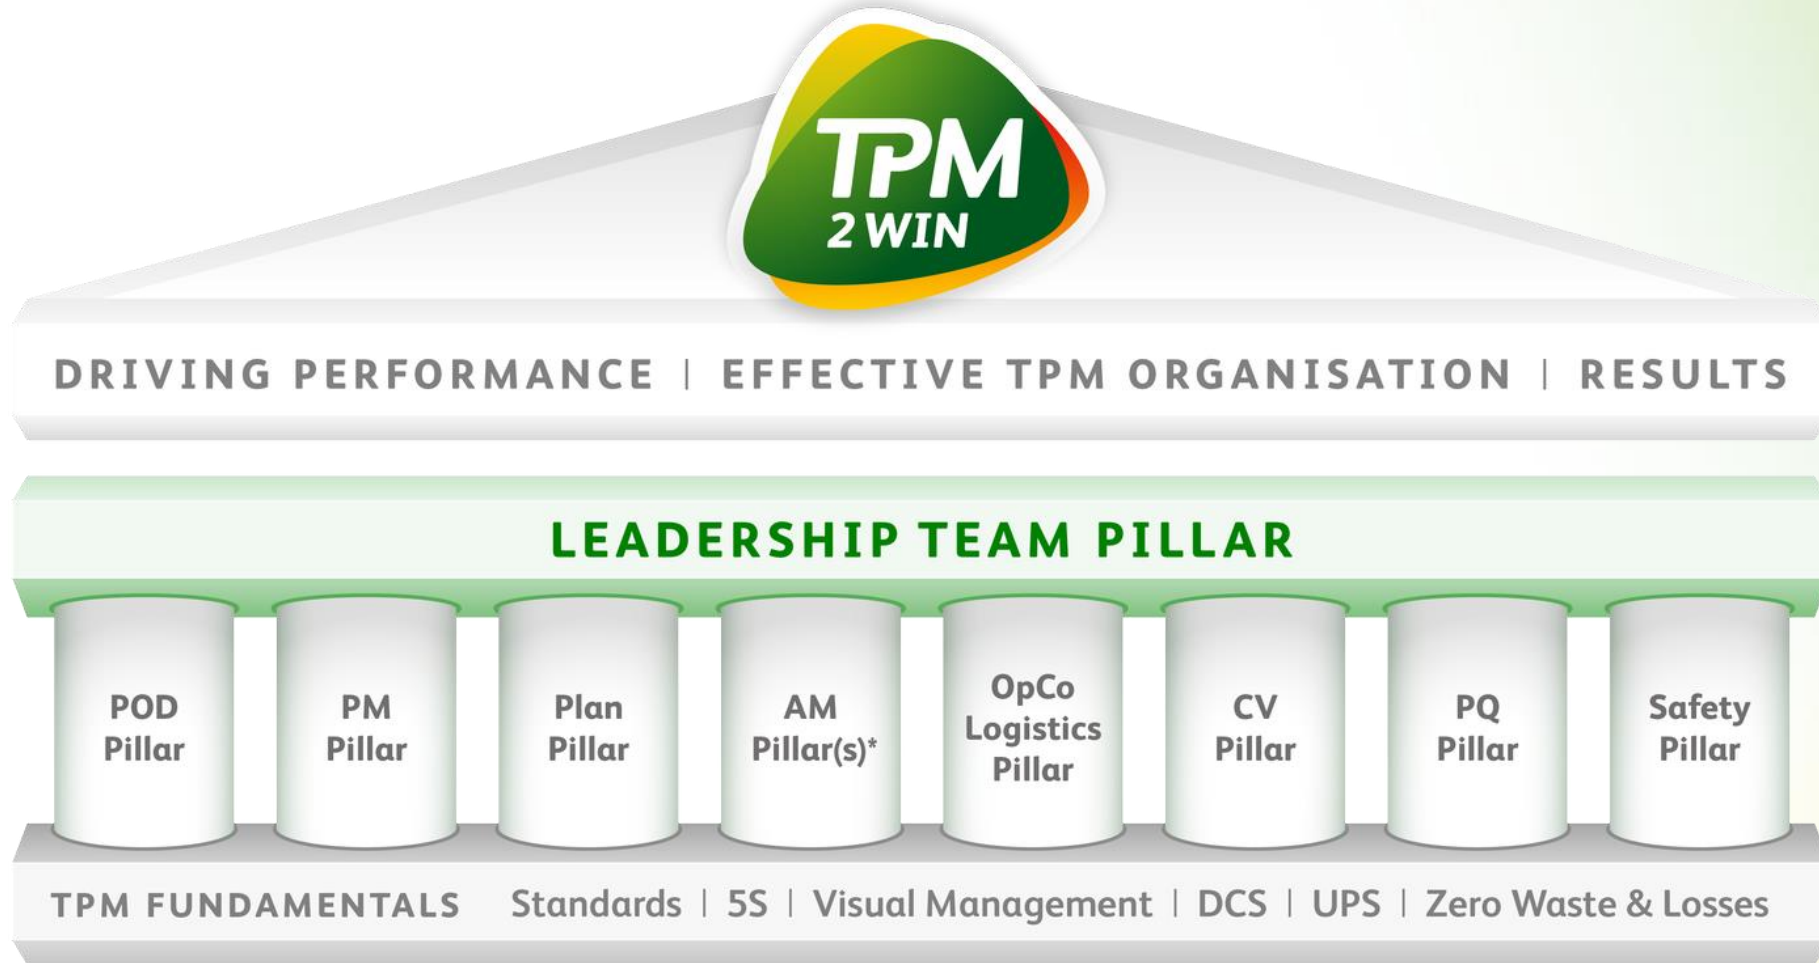 TPM
2 WIN
DRIVING PERFORMANCE | EFFECTIVE TPM ORGANISATION | RESULTS
LEADERSHIP TEAM PILLAR
POD
Pillar
PM
Pillar
Plan
Pillar
AM
Pillar(s)*
OpCo
Logistics
Pillar
CV
Pillar
PQ
Pillar
Safety
Pillar
TPM FUNDAMENTALS Standards | 5S | Visual Management | DCS | UPS | Zero Waste & Losses